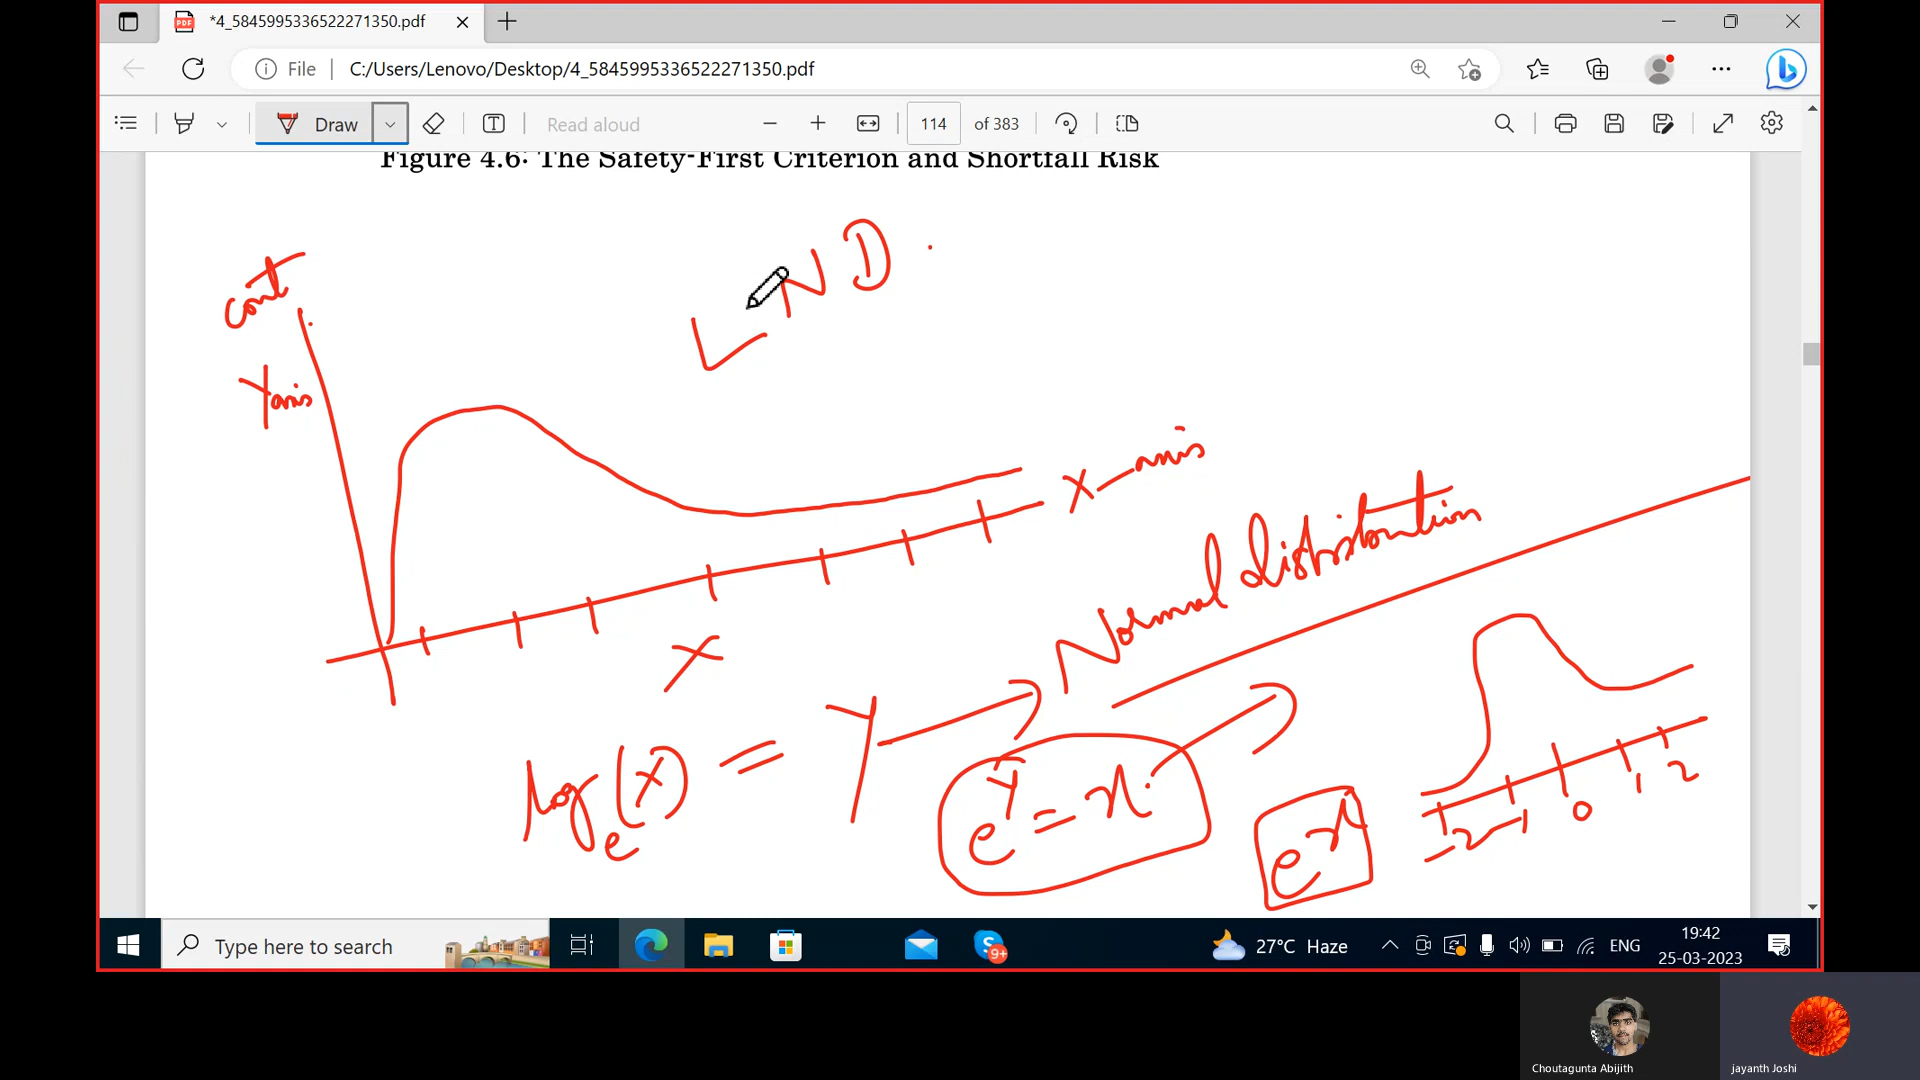 *4_5845995336522271350.pdf
File C:/Users/Lenovo/Desktop/4_5845995336522271350.pdf
Draw Read aloud 114 of 383
Figure 4.6: The Safety-First Criterion and Shortfall Risk
LND.
cont
Y axis
X-axis
Normal distribution
X
log e (x) = Y
e^Y = x
e^x
-2 -1 0 1 2
Type here to search
27°C Haze
ENG
19:42
25-03-2023
9+
Choutagunta Abijith
jayanth Joshi